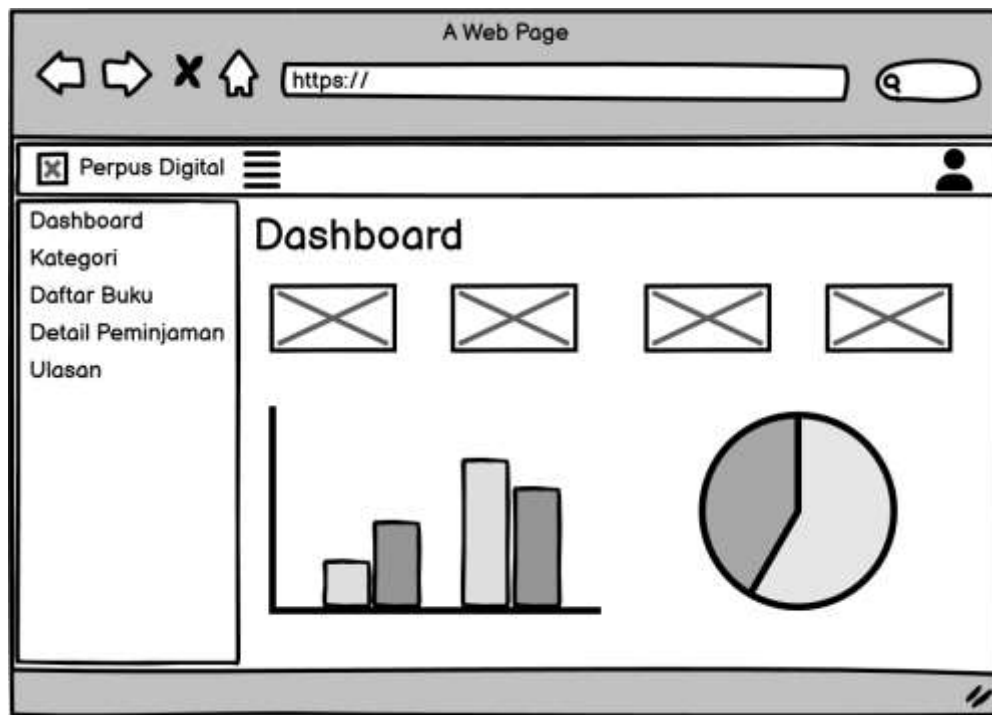 A Web Page
https://
Perpus Digital
Dashboard
Kategori
Daftar Buku
Detail Peminjaman
Ulasan
Dashboard